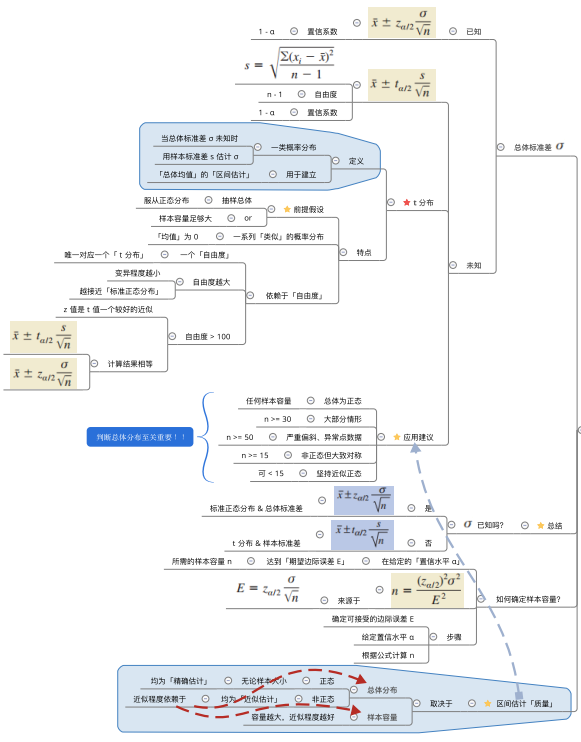 1 - α
置信系数
x̄ ± z_{α/2} σ/√n
已知
s = √(Σ(x_i − x̄)²/(n − 1))
n - 1
自由度
x̄ ± t_{α/2} s/√n
1 - α
置信系数
总体标准差 σ
当总体标准差 σ 未知时
用样本标准差 s 估计 σ
一类概率分布
定义
「总体均值」的「区间估计」
用于建立
服从正态分布
抽样总体
样本容量足够大
or
前提假设
t 分布
「均值」为 0
一系列「类似」的概率分布
特点
未知
唯一对应一个「 t 分布」
一个「自由度」
变异程度越小
越接近「标准正态分布」
自由度越大
依赖于「自由度」
z 值是 t 值一个较好的近似
自由度 > 100
x̄ ± t_{α/2} s/√n
x̄ ± z_{α/2} σ/√n
计算结果相等
任何样本容量
总体为正态
n >= 30
大部分情形
判断总体分布至关重要！！
n >= 50
严重偏斜、异常点数据
应用建议
n >= 15
非正态但大致对称
可 < 15
坚持近似正态
标准正态分布 & 总体标准差
x̄ ± z_{α/2} σ/√n
是
t 分布 & 样本标准差
x̄ ± t_{α/2} s/√n
否
σ 已知吗？
总结
所需的样本容量 n
达到「期望边际误差 E」
在给定的「置信水平 α」
E = z_{α/2} σ/√n
来源于
n = (z_{α/2})²σ²/E²
如何确定样本容量？
确定可接受的边际误差 E
给定置信水平 α
步骤
根据公式计算 n
均为「精确估计」
无论样本大小
正态
近似程度依赖于
均为「近似估计」
非正态
总体分布
容量越大，近似程度越好
样本容量
取决于
区间估计「质量」